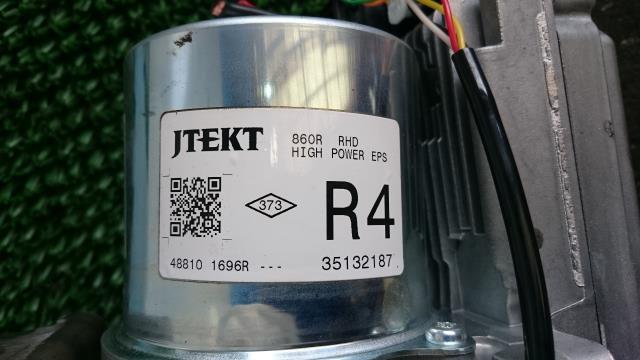 JTEKT
860R RHD
HIGH POWER EPS
373
R4
48810 1696R ---
35132187